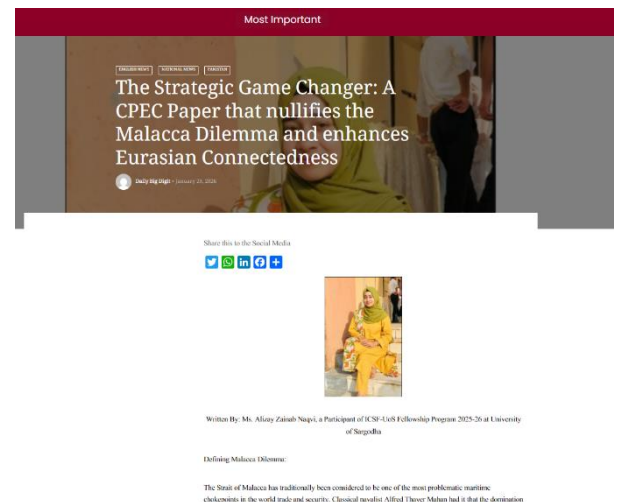 Most Important
ENGLISH NEWS NATIONAL NEWS PAKISTAN
The Strategic Game Changer: A
CPEC Paper that nullifies the
Malacca Dilemma and enhances
Eurasian Connectedness
Daily Big Digit • January 23, 2026
Share this to the Social Media
Written By: Ms. Alizay Zainab Naqvi, a Participant of ICSF-UoS Fellowship Program 2025-26 at University
of Sargodha
Defining Malacca Dilemma:
The Strait of Malacca has traditionally been considered to be one of the most problematic maritime
chokepoints in the world trade and security. Classical navalist Alfred Thayer Mahan had it that the domination